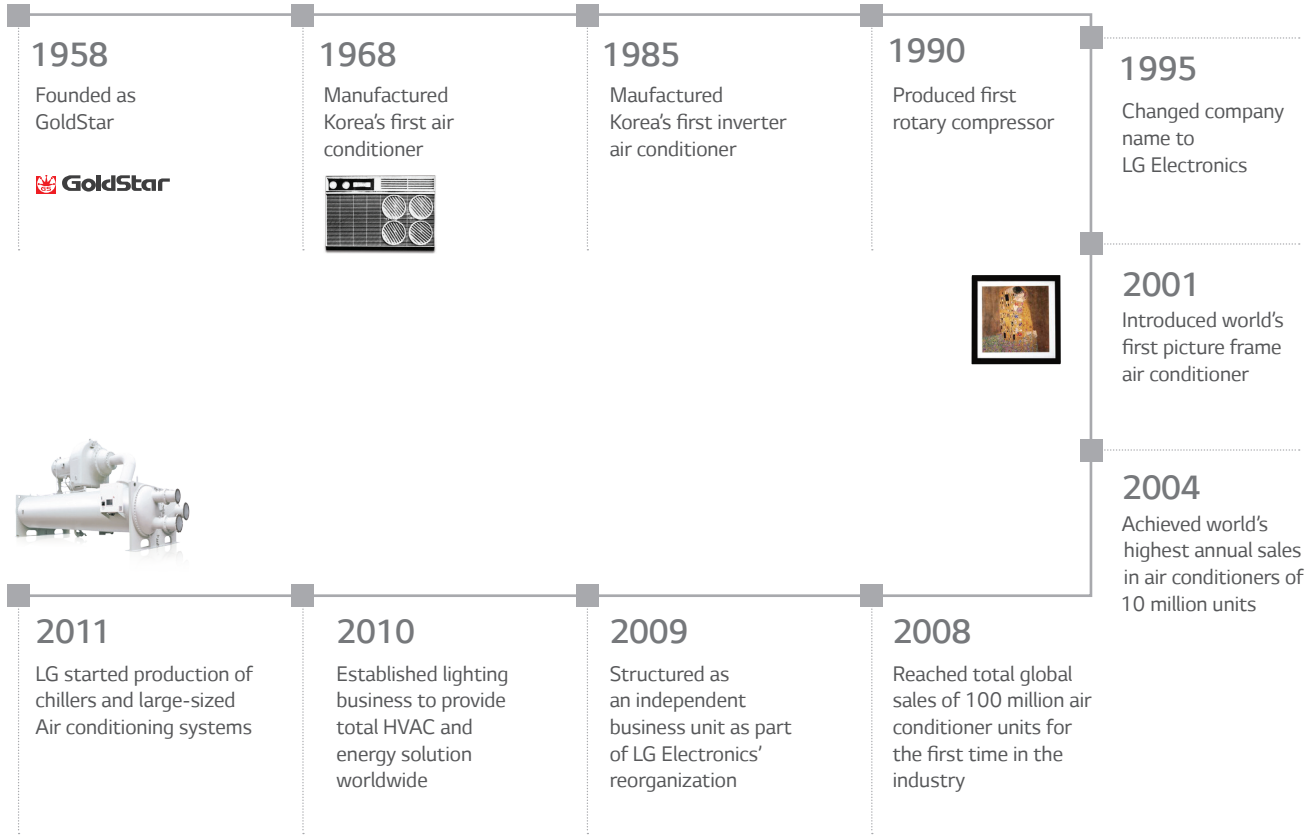 1958
Founded as
GoldStar
GoldStar
1968
Manufactured
Korea's first air
conditioner
1985
Maufactured
Korea's first inverter
air conditioner
1990
Produced first
rotary compressor
1995
Changed company
name to
LG Electronics
2001
Introduced world's
first picture frame
air conditioner
2004
Achieved world's
highest annual sales
in air conditioners of
10 million units
2008
Reached total global
sales of 100 million air
conditioner units for
the first time in the
industry
2009
Structured as
an independent
business unit as part
of LG Electronics'
reorganization
2010
Established lighting
business to provide
total HVAC and
energy solution
worldwide
2011
LG started production of
chillers and large-sized
Air conditioning systems